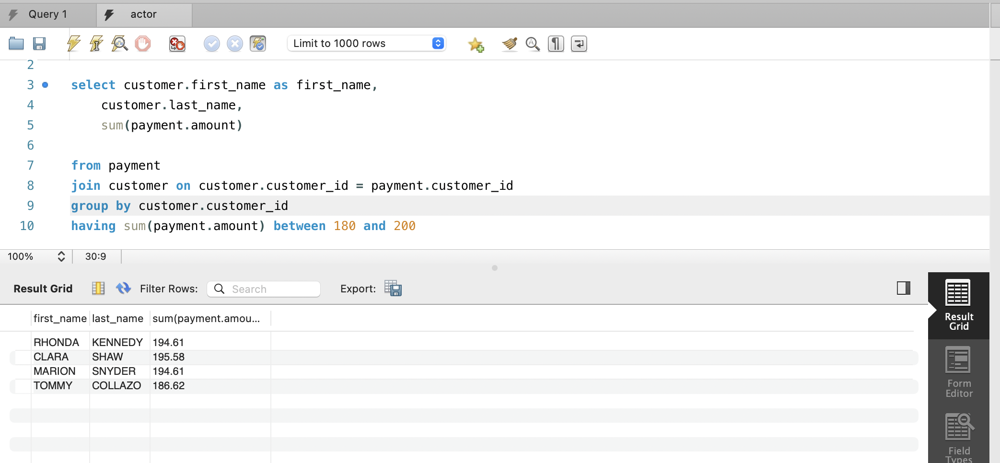 Query 1
actor
Limit to 1000 rows
2
3 select customer.first_name as first_name,
4 customer.last_name,
5 sum(payment.amount)
6
7 from payment
8 join customer on customer.customer_id = payment.customer_id
9 group by customer.customer_id
10 having sum(payment.amount) between 180 and 200
100% 30:9
Result Grid Filter Rows: Search Export:
first_name last_name sum(payment.amou...
RHONDA KENNEDY 194.61
CLARA SHAW 195.58
MARION SNYDER 194.61
TOMMY COLLAZO 186.62
Result
Grid
Form
Editor
Field
Types